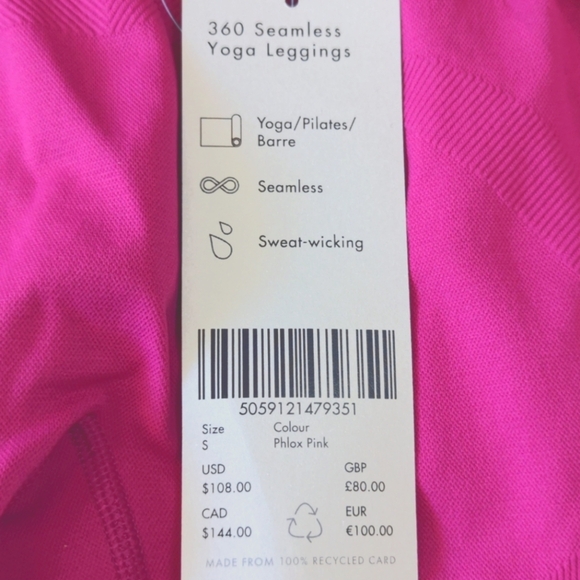 360 Seamless
Yoga Leggings
Yoga/Pilates/
Barre
Seamless
Sweat-wicking
5059121479351
Size Colour
S Phlox Pink
USD GBP
$108.00 £80.00
CAD EUR
$144.00 €100.00
MADE FROM 100% RECYCLED CARD